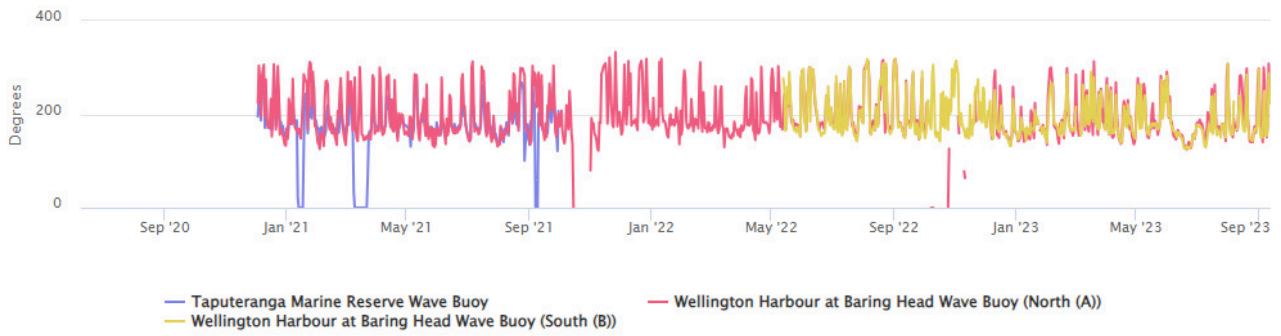 400
200
0
Degrees
Sep '20 Jan '21 May '21 Sep '21 Jan '22 May '22 Sep '22 Jan '23 May '23 Sep '23
Taputeranga Marine Reserve Wave Buoy Wellington Harbour at Baring Head Wave Buoy (North (A))
Wellington Harbour at Baring Head Wave Buoy (South (B))